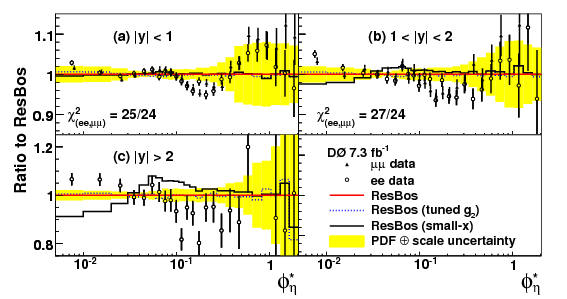 Ratio to ResBos
1.1
1
0.9
(a) |y| < 1
χ²(ee,μμ) = 25/24
(b) 1 < |y| < 2
χ²(ee,μμ) = 27/24
1.2
1
0.8
(c) |y| > 2
DØ 7.3 fb⁻¹
μμ data
ee data
ResBos
ResBos (tuned g₂)
ResBos (small-x)
PDF ⊕ scale uncertainty
10⁻² 10⁻¹ 1 10⁻² 10⁻¹ 1
ϕ*η ϕ*η